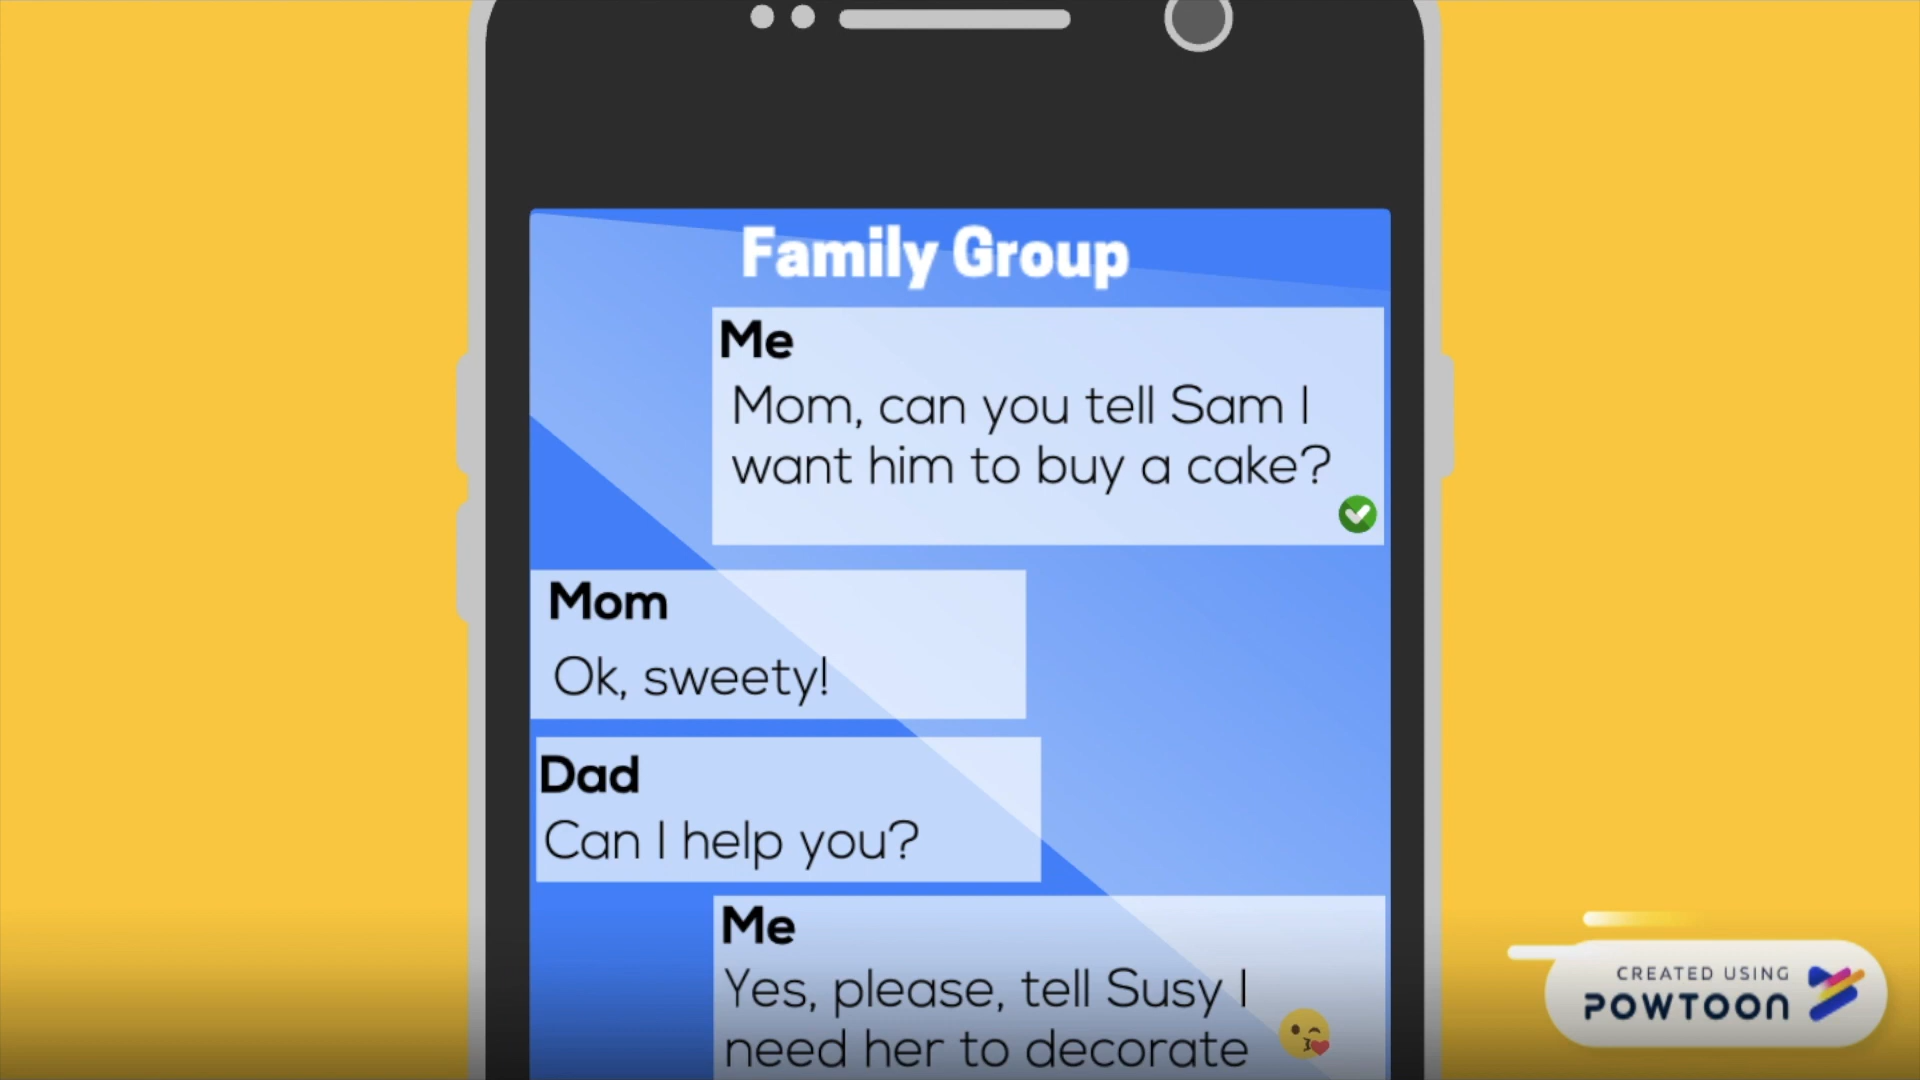 Family Group
Me
Mom, can you tell Sam I
want him to buy a cake?
Mom
Ok, sweety!
Dad
Can I help you?
Me
Yes, please, tell Susy I
need her to decorate
CREATED USING
POWTOON